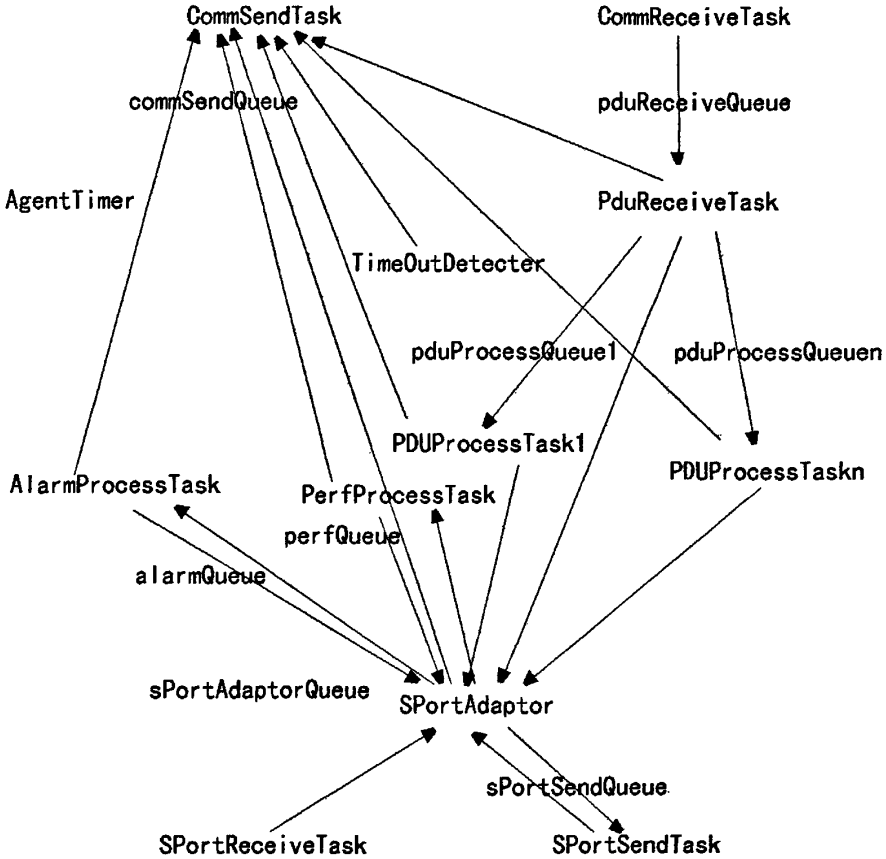 CommSendTask
CommReceiveTask
commSendQueue
pduReceiveQueue
AgentTimer
PduReceiveTask
TimeOutDetecter
pduProcessQueue1
pduProcessQueuen
PDUProcessTask1
PDUProcessTaskn
AlarmProcessTask
PerfProcessTask
perfQueue
alarmQueue
sPortAdaptorQueue
SPortAdaptor
sPortSendQueue
SPortReceiveTask
SPortSendTask